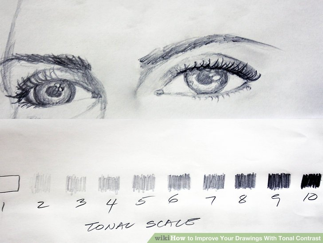 1 2 3 4 5 6 7 8 9 10
TONAL SCALE
wikiHow to Improve Your Drawings With Tonal Contrast